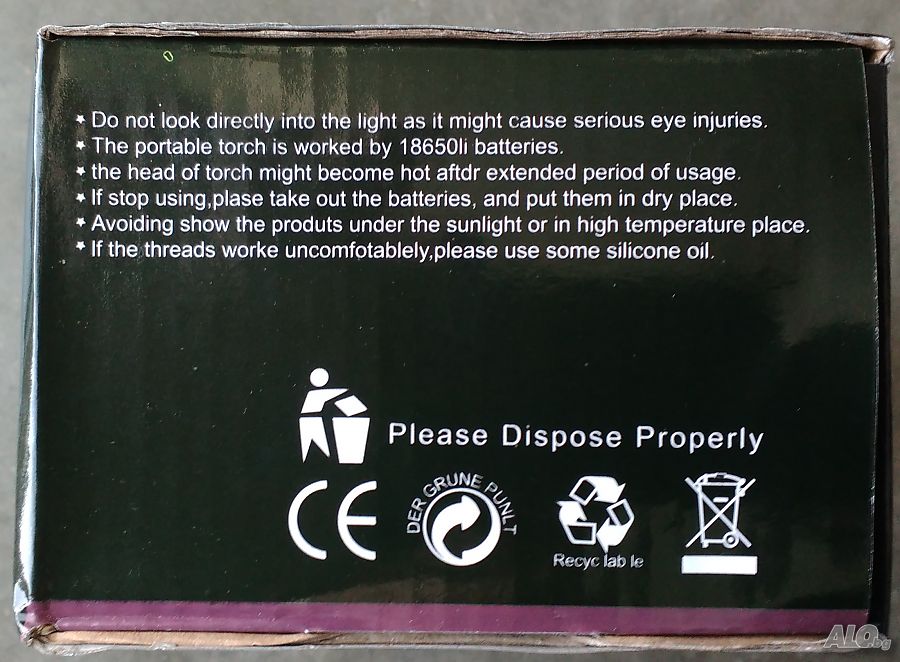 * Do not look directly into the light as it might cause serious eye injuries.
* The portable torch is worked by 18650li batteries.
* the head of torch might become hot aftdr extended period of usage.
* If stop using,plase take out the batteries, and put them in dry place.
* Avoiding show the produts under the sunlight or in high temperature place.
* If the threads worke uncomfotablely,please use some silicone oil.
Please Dispose Properly
CE
DER GRUNE PUNLT
Recyc lab le
ALO.bg